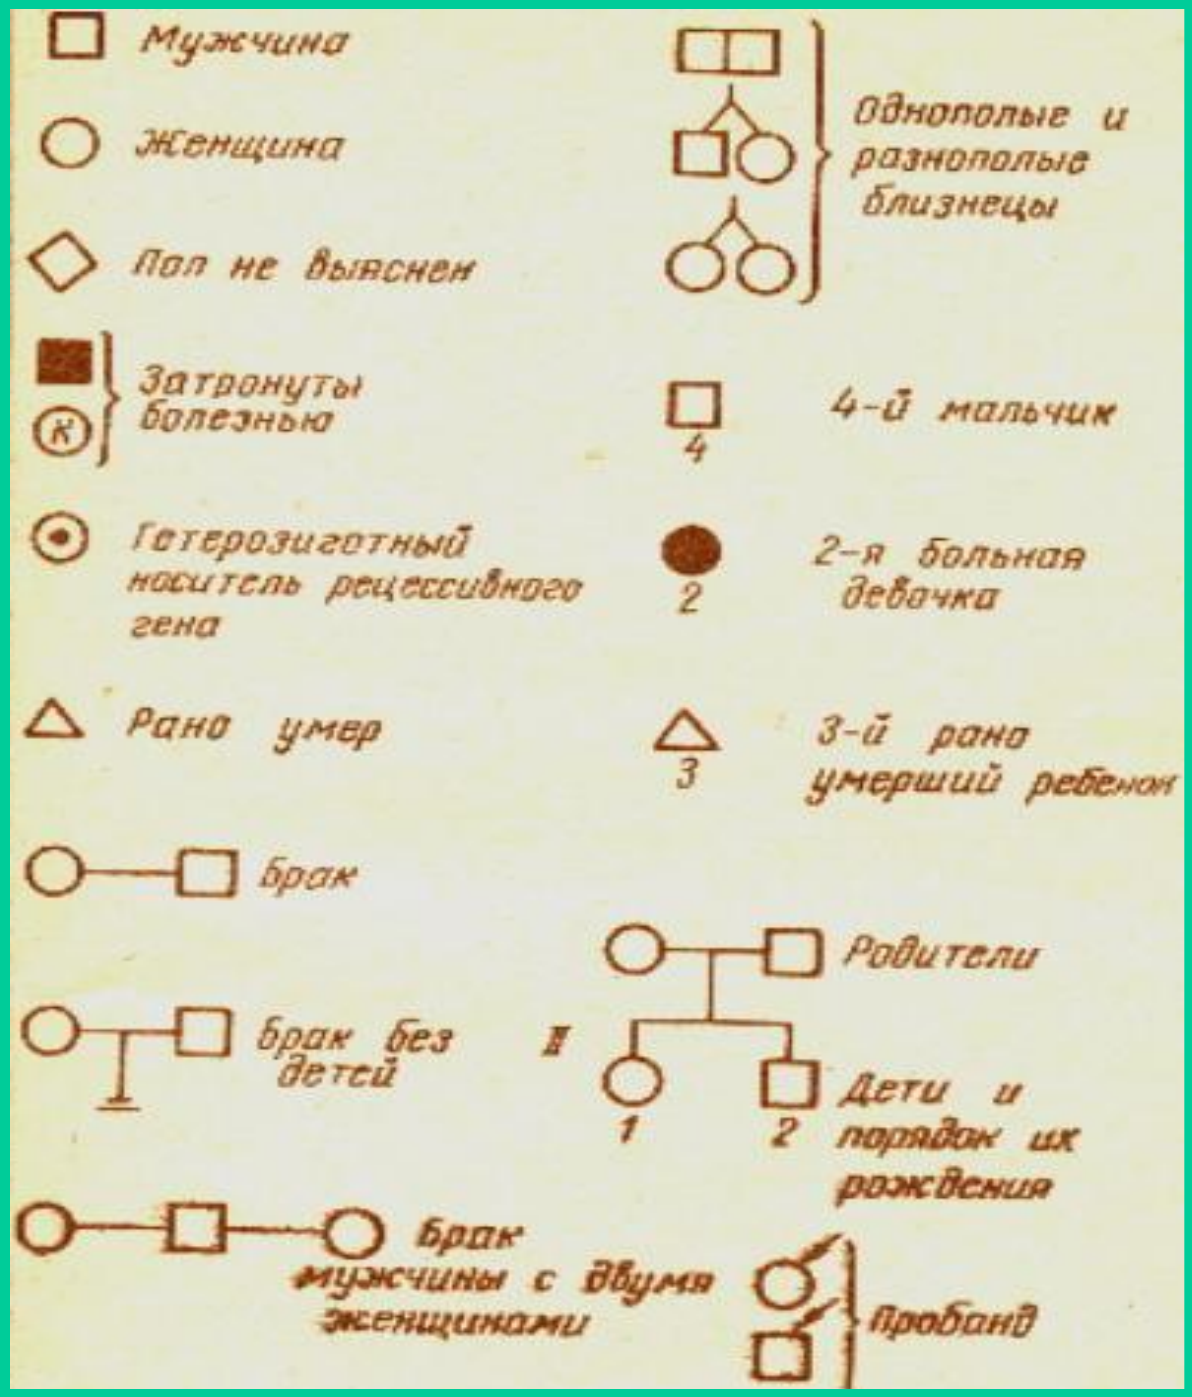 Мужчина
Женщина
Пол не выяснен
К
Затронуты
болезнью
Гетерозиготный
носитель рецессивного
гена
Рано умер
Брак
Брак без
детей
Брак
мужчины с двумя
женщинами
Однополые и
разнополые
близнецы
4-й мальчик
4
2-я больная
девочка
2
3-й рано
умерший ребенок
3
Родители
II
1 2
Дети и
порядок их
рождения
Пробанд